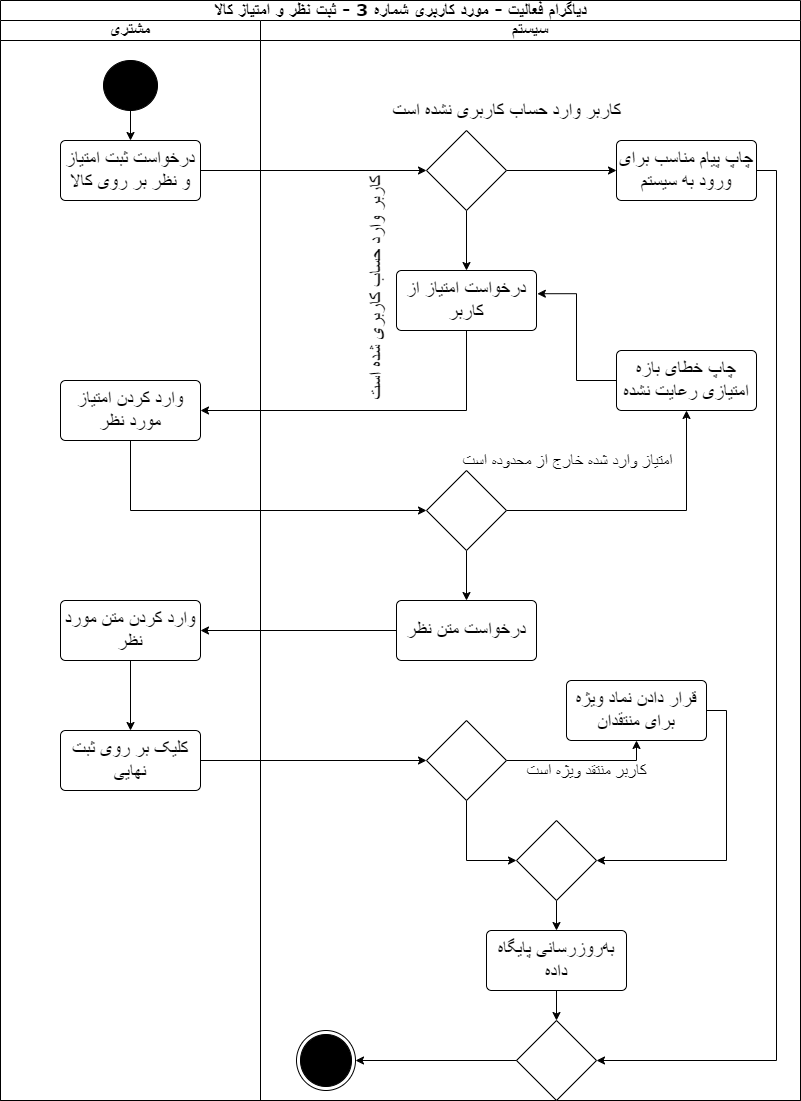 دیاگرام فعالیت - مورد کاربری شماره 3 - ثبت نظر و امتیاز کالا
مشتری
سیستم
کاربر وارد حساب کاربری نشده است
درخواست ثبت امتیاز
و نظر بر روی کالا
چاپ پیام مناسب برای
ورود به سیستم
کاربر وارد حساب کاربری شده است
درخواست امتیاز از
کاربر
چاپ خطای بازه
امتیازی رعایت نشده
وارد کردن امتیاز
مورد نظر
امتیاز وارد شده خارج از محدوده است
وارد کردن متن مورد
نظر
درخواست متن نظر
قرار دادن نماد ویژه
برای منتقدان
کلیک بر روی ثبت
نهایی
کاربر منتقد ویژه است
به‌روزرسانی پایگاه
داده